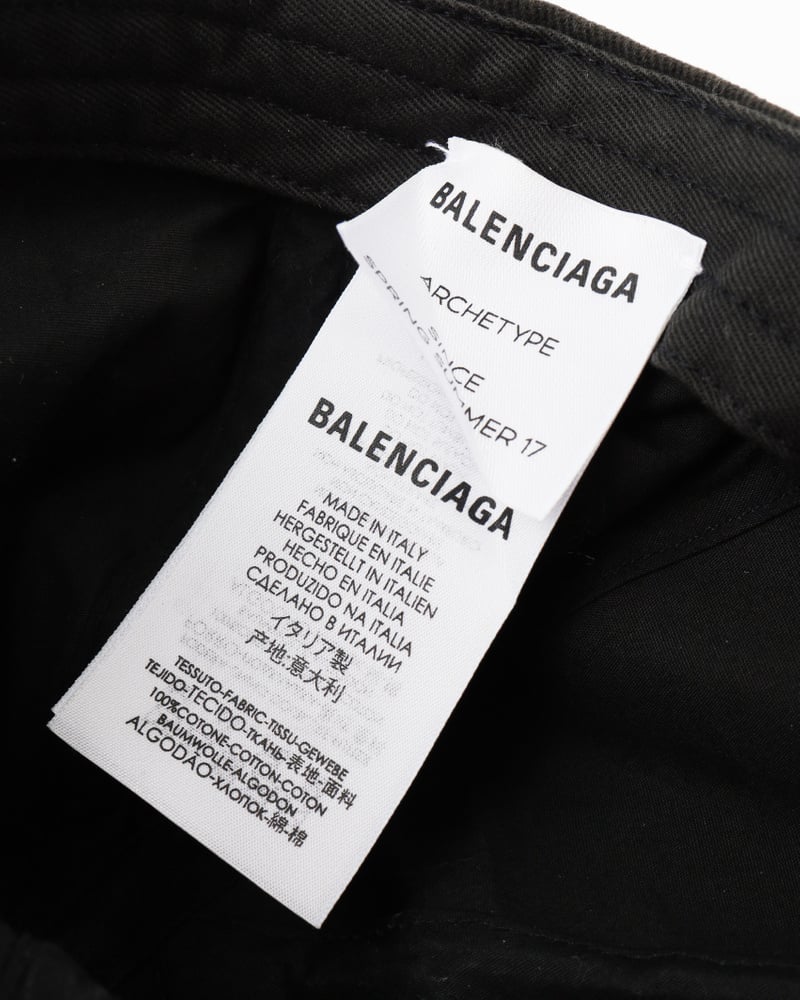 BALENCIAGA
ARCHETYPE
SINCE
SPRING SUMMER 17
BALENCIAGA
MADE IN ITALY
FABRIQUE EN ITALIE
HERGESTELLT IN ITALIEN
HECHO EN ITALIA
PRODUZIDO NA ITALIA
СДЕЛАНО В ИТАЛИИ
イタリア製
产地:意大利
TESSUTO-FABRIC-TISSU-GEWEBE
TEJIDO-TECIDO-ТКАНЬ-表地-面料
100%COTONE-COTTON-COTON
BAUMWOLLE-ALGODON
ALGODAO-ХЛОПОК-綿-棉